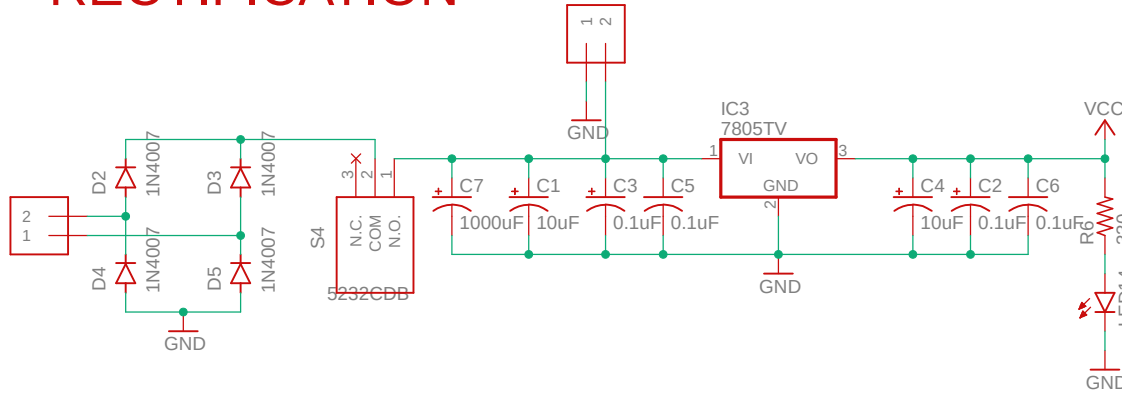 RECTIFICATION
1
2
GND
IC3
7805TV
VCC
1
VI
VO
3
GND
2
D2
1N4007
D3
1N4007
3
2
1
C7
1000uF
C1
10uF
C3
0.1uF
C5
0.1uF
C4
10uF
C2
0.1uF
C6
0.1uF
R6
2
1
S4
N.C.
COM
N.O.
5232CDB
D4
1N4007
D5
1N4007
GND
GND
GND